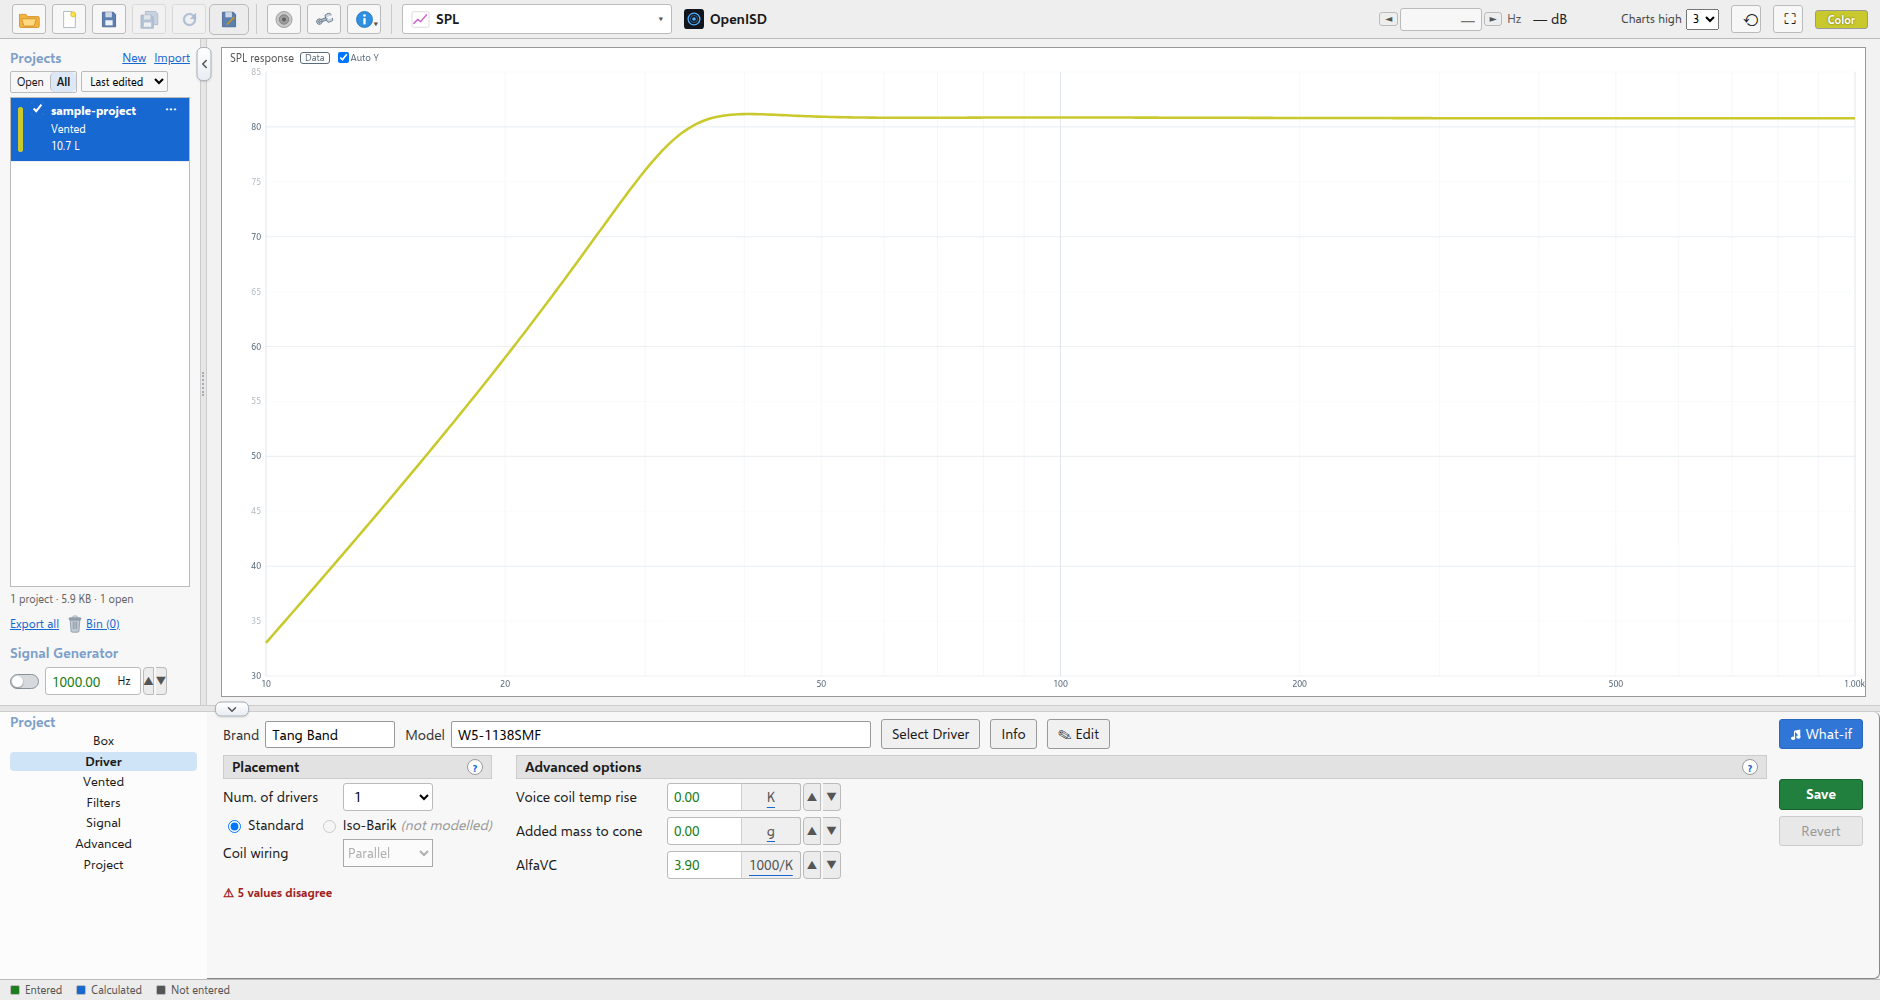 SPL
OpenISD
— Hz — dB
Charts high 3
Color
Projects New Import
Open All Last edited
sample-project ...
Vented
10.7 L
1 project · 5.9 KB · 1 open
Export all Bin (0)
Signal Generator
1000.00 Hz
SPL response Data Auto Y
85
80
75
70
65
60
55
50
45
40
35
30
10 20 50 100 200 500 1.00k
Project
Box
Driver
Vented
Filters
Signal
Advanced
Project
Brand Tang Band Model W5-1138SMF Select Driver Info Edit
What-if
Placement ?
Num. of drivers 1
Standard Iso-Barik (not modelled)
Coil wiring Parallel
⚠ 5 values disagree
Advanced options ?
Voice coil temp rise 0.00 K
Added mass to cone 0.00 g
AlfaVC 3.90 1000/K
Save
Revert
Entered Calculated Not entered